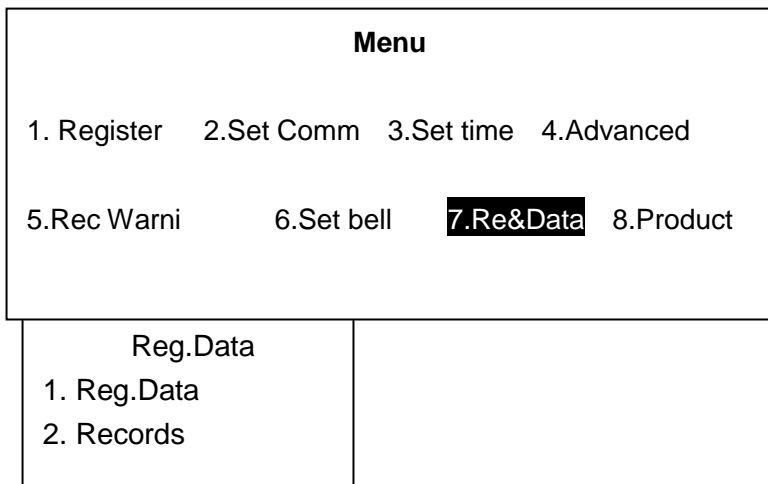 Menu
1. Register 2.Set Comm 3.Set time 4.Advanced
5.Rec Warni 6.Set bell 7.Re&Data 8.Product
Reg.Data
1. Reg.Data
2. Records